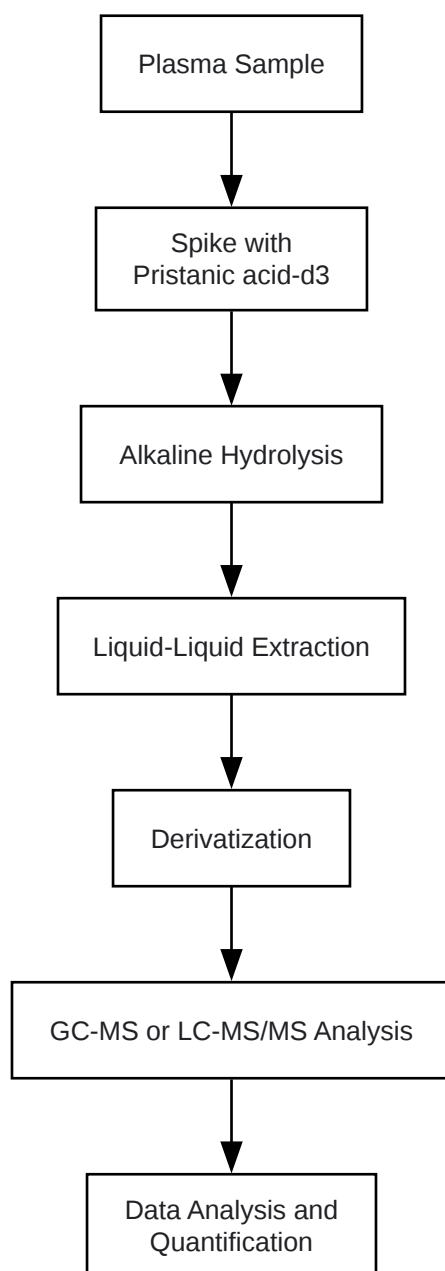 Plasma Sample
Spike with
Pristanic acid-d3
Alkaline Hydrolysis
Liquid-Liquid Extraction
Derivatization
GC-MS or LC-MS/MS Analysis
Data Analysis and
Quantification